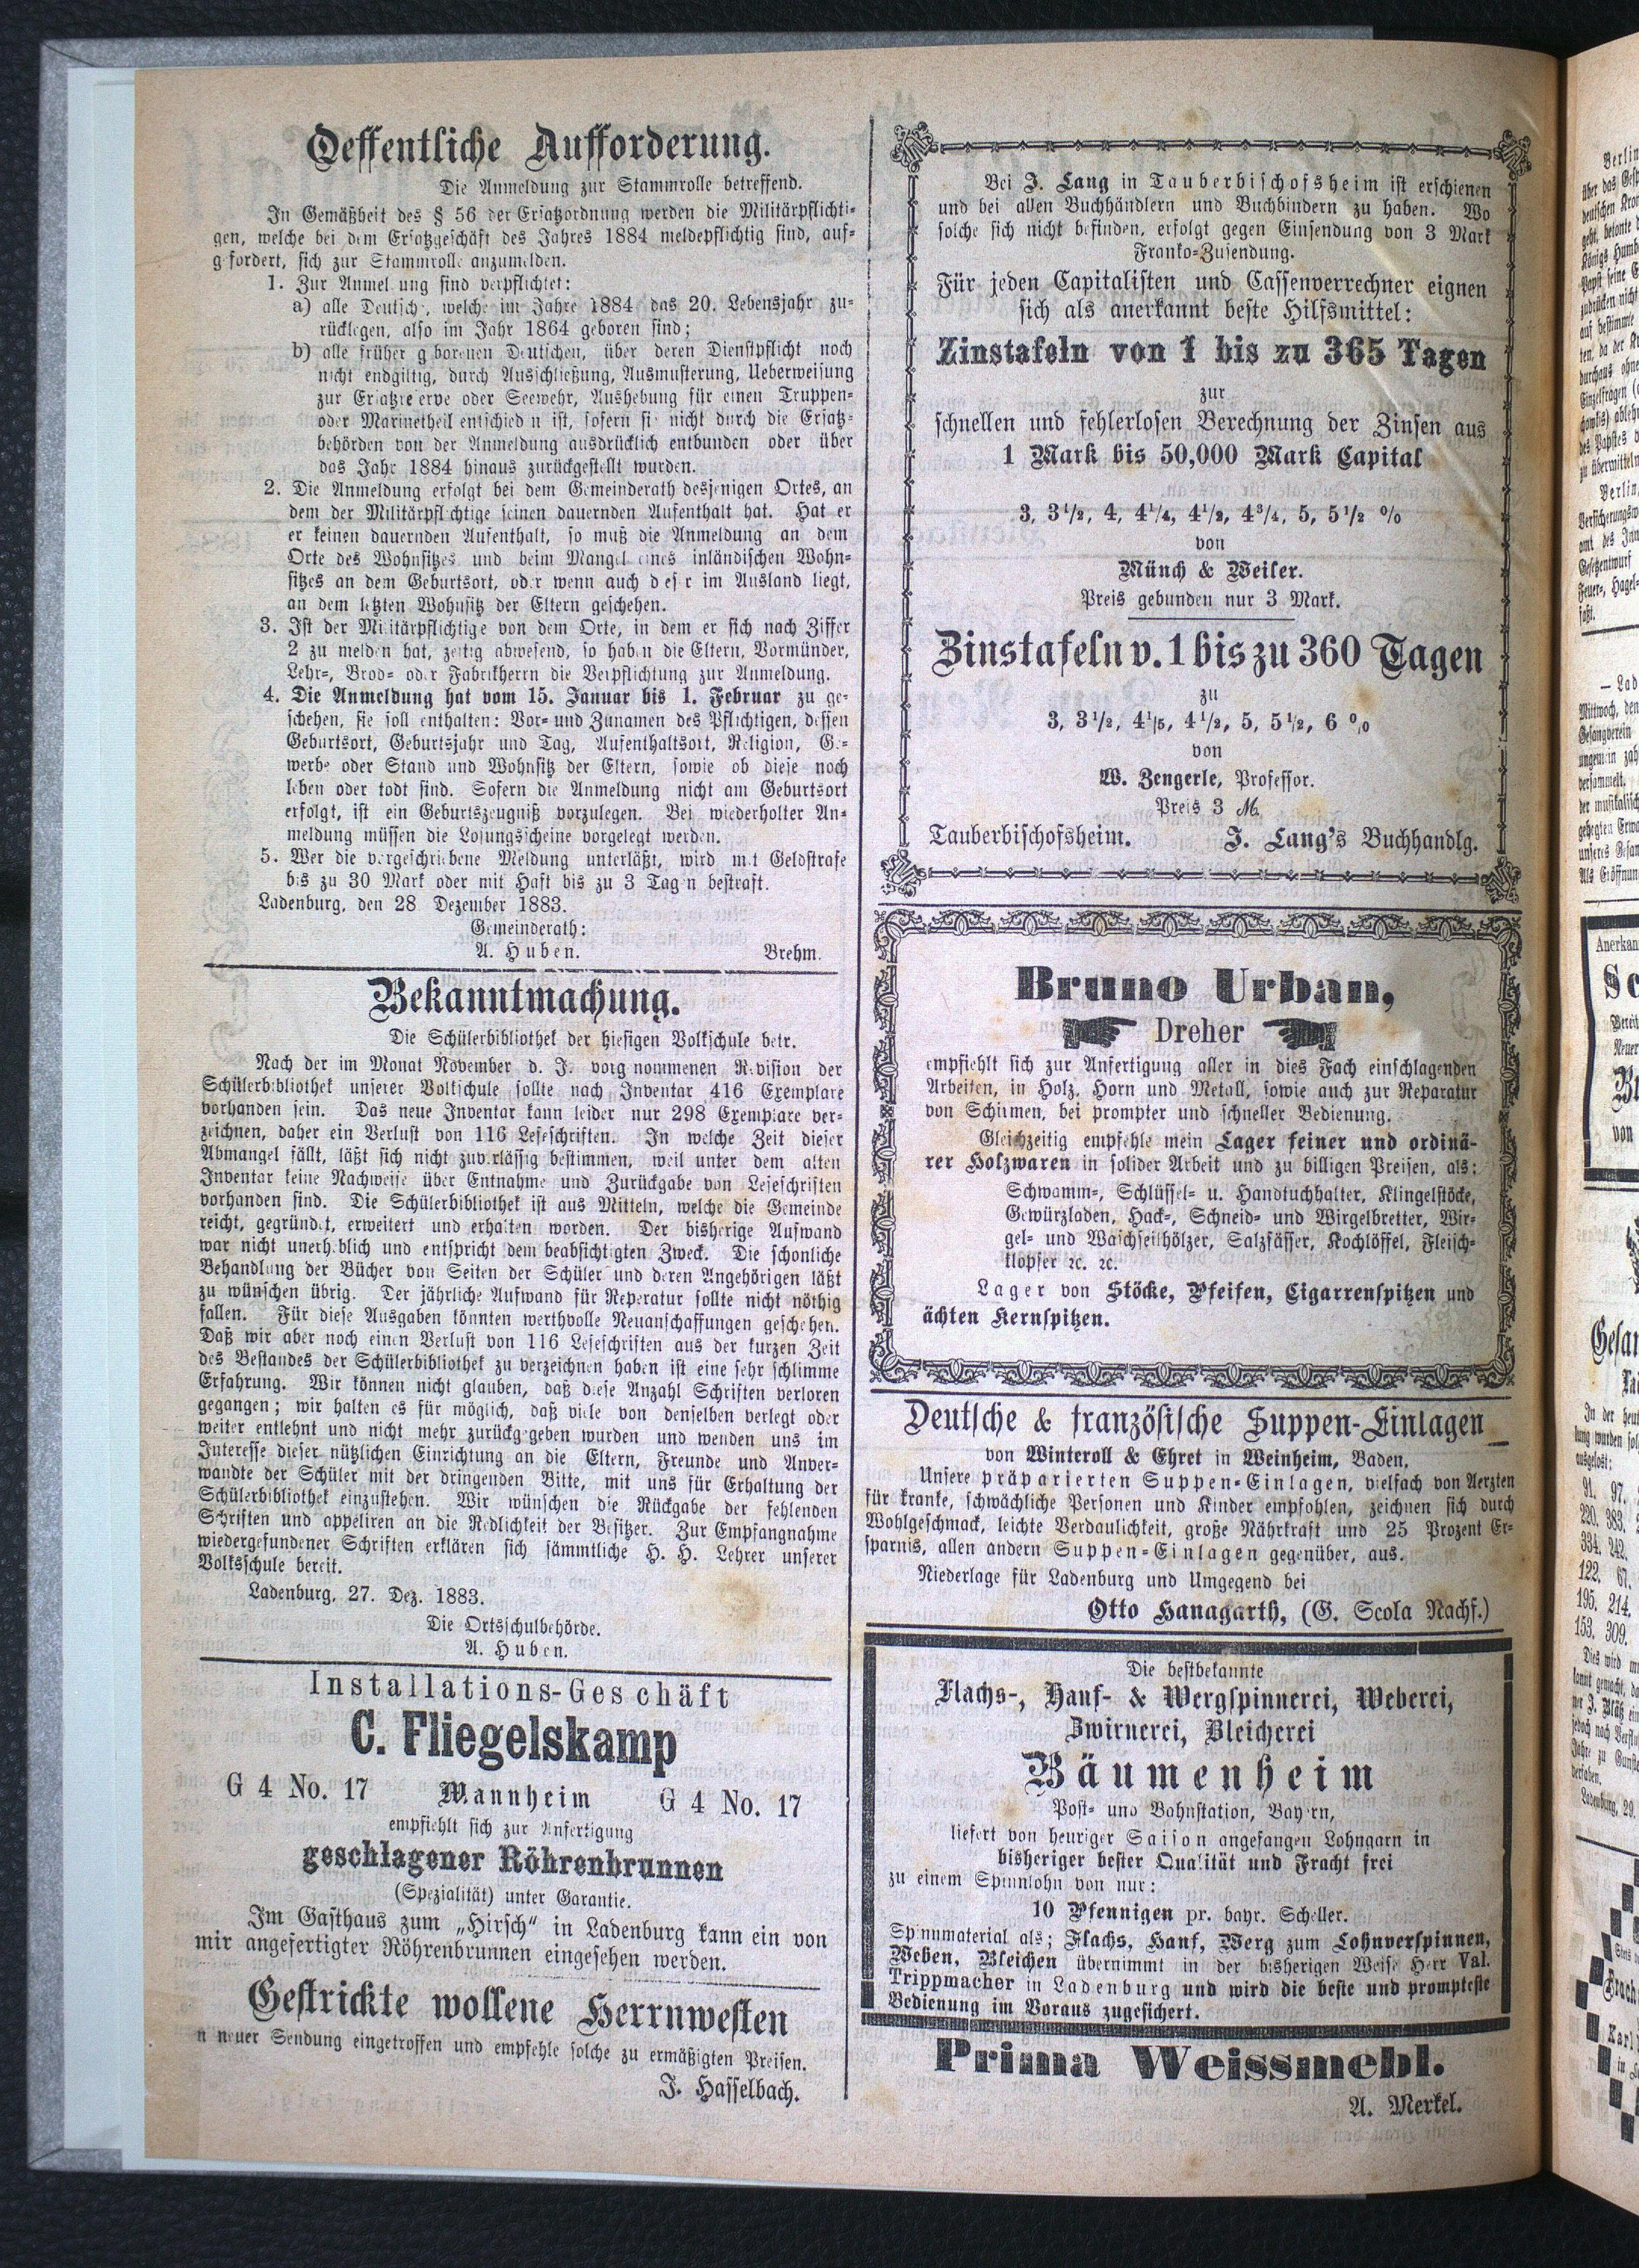 Oeffentliche Aufforderung.
Die Anmeldung zur Stammrolle betreffend.
In Gemäßheit des § 56 der Ersatzordnung werden die Militärpflichti-
gen, welche bei dem Ersatzgeschäft des Jahres 1884 meldepflichtig sind, auf-
g fordert, sich zur Stammrolle anzumelden.
1. Zur Anmel ung sind verpflichtet:
a) alle Deutsch , welche im Jahre 1884 das 20. Lebensjahr zu-
rücklegen, also im Jahr 1864 geboren sind;
b) alle früher g borenen Deutschen, über deren Dienstpflicht noch
nicht endgiltig, durch Ausschließung, Ausmusterung, Ueberweisung
zur Ersatzre erve oder Seewehr, Aushebung für einen Truppen-
oder Marinetheil entschied n ist, sofern si nicht durch die Ersatz-
behörden von der Anmeldung ausdrücklich entbunden oder über
das Jahr 1884 hinaus zurückgestellt wurden.
2. Die Anmeldung erfolgt bei dem Gemeinderath desjenigen Ortes, an
dem der Militärpfl chtige seinen dauernden Aufenthalt hat. Hat er
er keinen dauernden Aufenthalt, so muß die Anmeldung an dem
Orte des Wohnsitzes und beim Mangel eines inländischen Wohn-
sitzes an dem Geburtsort, oder wenn auch d es r im Ausland liegt,
an dem letzten Wohnsitz der Eltern geschehen.
3. Ist der Militärpflichtige von dem Orte, in dem er sich nach Ziffer
2 zu melden hat, zeitig abwesend, so haben die Eltern, Vormünder,
Lehr-, Brod- oder Fabrikherrn die Verpflichtung zur Anmeldung.
4. Die Anmeldung hat vom 15. Januar bis 1. Februar zu ge-
schehen, sie soll enthalten: Vor- und Zunamen des Pflichtigen, dessen
Geburtsort, Geburtsjahr und Tag, Aufenthaltsort, Religion, Ge-
werbe oder Stand und Wohnsitz der Eltern, sowie ob diese noch
leben oder todt sind. Sofern die Anmeldung nicht am Geburtsort
erfolgt, ist ein Geburtszeugniß vorzulegen. Bei wiederholter An-
meldung müssen die Losungsscheine vorgelegt werden.
5. Wer die vorgeschriebene Meldung unterläßt, wird mit Geldstrafe
bis zu 30 Mark oder mit Haft bis zu 3 Tag n bestraft.
Ladenburg, den 28 Dezember 1883.
Gemeinderath:
A. Huben. Brehm.
Bekanntmachung.
Die Schülerbibliothek der hiesigen Volkschule betr.
Nach der im Monat November d. J. vorg nommenen Revision der
Schülerbibliothek unserer Volkschule sollte nach Inventar 416 Exemplare
vorhanden sein. Das neue Inventar kann leider nur 298 Exemplare ver-
zeichnen, daher ein Verlust von 116 Leseschriften. In welche Zeit dieser
Abmangel fällt, läßt sich nicht zuverlässig bestimmen, weil unter dem alten
Inventar keine Nachweise über Entnahme und Zurückgabe von Leseschriften
vorhanden sind. Die Schülerbibliothek ist aus Mitteln, welche die Gemeinde
reicht, gegründet, erweitert und erhalten worden. Der bisherige Aufwand
war nicht unerheblich und entspricht dem beabsichtigten Zweck. Die schonliche
Behandlung der Bücher von Seiten der Schüler und deren Angehörigen läßt
zu wünschen übrig. Der jährliche Aufwand für Reperatur sollte nicht nöthig
fallen. Für diese Ausgaben könnten werthvolle Neuanschaffungen geschehen.
Daß wir aber noch einen Verlust von 116 Leseschriften aus der kurzen Zeit
des Bestandes der Schülerbibliothek zu verzeichnen haben ist eine sehr schlimme
Erfahrung. Wir können nicht glauben, daß diese Anzahl Schriften verloren
gegangen; wir halten es für möglich, daß viele von denselben verlegt oder
weiter entlehnt und nicht mehr zurückgegeben wurden und wenden uns im
Interesse dieser nützlichen Einrichtung an die Eltern, Freunde und Anver-
wandte der Schüler mit der dringenden Bitte, mit uns für Erhaltung der
Schülerbibliothek einzustehen. Wir wünschen die Rückgabe der fehlenden
Schriften und appeliren an die Redlichkeit der Besitzer. Zur Empfangnahme
wiedergefundener Schriften erklären sich sämmtliche H. H. Lehrer unserer
Volksschule bereit.
Ladenburg, 27. Dez. 1883.
Die Ortsschulbehörde.
A. Huben.
Installations-Geschäft
C. Fliegelskamp
G 4 No. 17 Mannheim G 4 No. 17
empfiehlt sich zur Anfertigung
geschlagener Röhrenbrunnen
(Spezialität) unter Garantie.
Im Gasthaus zum „Hirsch“ in Ladenburg kann ein von
mir angefertigter Röhrenbrunnen eingesehen werden.
Gestrickte wollene Herrnwesten
n neuer Sendung eingetroffen und empfehle solche zu ermäßigten Preisen.
J. Hasselbach.
Bei J. Lang in Tauberbischofsheim ist erschienen
und bei allen Buchhändlern und Buchbindern zu haben. Wo
solche sich nicht befinden, erfolgt gegen Einsendung von 3 Mark
Franko-Zusendung.
Für jeden Capitalisten und Cassenverrechner eignen
sich als anerkannt beste Hilfsmittel:
Zinstafeln von 1 bis zu 365 Tagen
zur
schnellen und fehlerlosen Berechnung der Zinsen aus
1 Mark bis 50,000 Mark Capital
3, 3 1/2, 4, 4 1/4, 4 1/2, 4 3/4, 5, 5 1/2 %
von
Münch & Weiler.
Preis gebunden nur 3 Mark.
Zinstafeln v. 1 bis zu 360 Tagen
zu
3, 3 1/2, 4 1/5, 4 1/2, 5, 5 1/2, 6 %
von
W. Zengerle, Professor.
Preis 3 M.
Tauberbischofsheim. J. Lang's Buchhandlg.
Bruno Urban,
Dreher
empfiehlt sich zur Anfertigung aller in dies Fach einschlagenden
Arbeiten, in Holz, Horn und Metall, sowie auch zur Reparatur
von Schirmen, bei prompter und schneller Bedienung.
Gleichzeitig empfehle mein Lager feiner und ordinä-
rer Holzwaren in solider Arbeit und zu billigen Preisen, als:
Schwamm-, Schlüssel- u. Handtuchhalter, Klingelstöcke,
Gewürzladen, Hack-, Schneid- und Wirgelbretter, Wir-
gel- und Waschseilhölzer, Salzfässer, Kochlöffel, Fleisch-
klopfer ꝛc. ꝛc.
Lager von Stöcke, Pfeifen, Cigarrenspitzen und
ächten Kernspitzen.
Deutsche & französische Suppen-Einlagen
von Winteroll & Ehret in Weinheim, Baden.
Unsere präparierten Suppen-Einlagen, vielfach von Aerzten
für kranke, schwächliche Personen und Kinder empfohlen, zeichnen sich durch
Wohlgeschmack, leichte Verdaulichkeit, große Nährkraft und 25 Prozent Er-
sparnis, allen andern Suppen-Einlagen gegenüber, aus.
Niederlage für Ladenburg und Umgegend bei
Otto Hanagarth, (G. Scola Nachf.)
Die bestbekannte
Flachs-, Hanf- & Wergspinnerei, Weberei,
Zwirnerei, Bleicherei
Bäumenheim
Post- und Bahnstation, Bayern,
liefert von heuriger Saison angefangen Lohngarn in
bisheriger bester Qualität und Fracht frei
zu einem Spinnlohn von nur:
10 Pfennigen pr. bayr. Scheller.
Spinnmaterial als; Flachs, Hanf, Werg zum Lohnverspinnen,
Weben, Bleichen übernimmt in der bisherigen Weise Herr Val.
Trippmacher in Ladenburg und wird die beste und prompteste
Bedienung im Voraus zugesichert.
Prima Weissmehl.
A. Merkel.